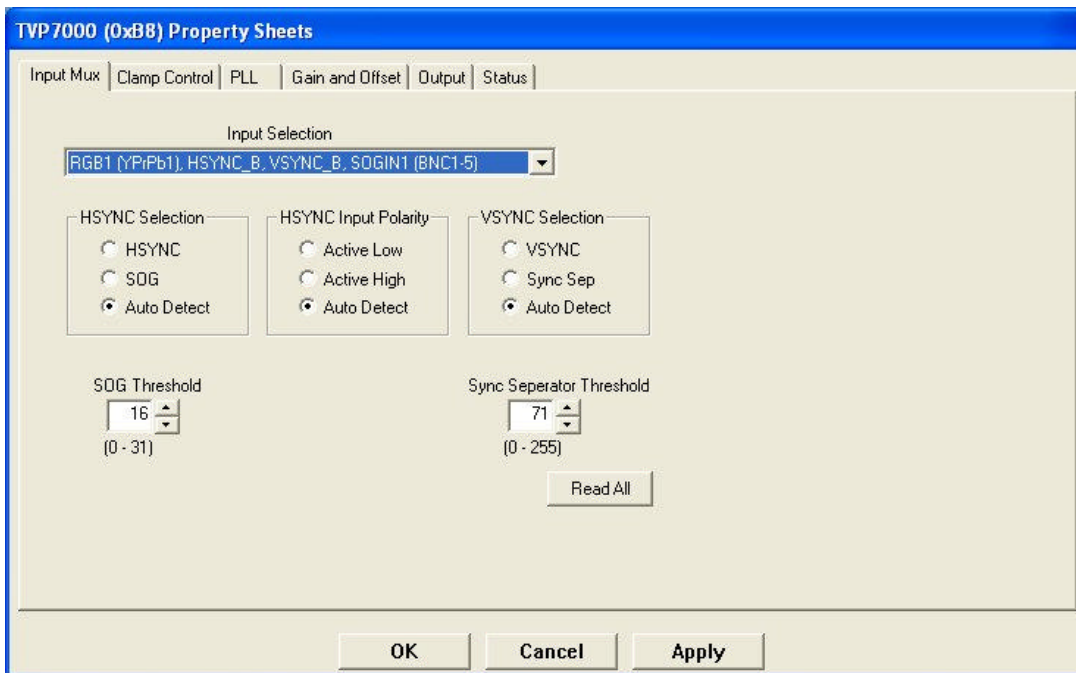 TVP7000 (0xB8) Property Sheets
Input Mux Clamp Control PLL Gain and Offset Output Status
Input Selection
RGB1 (YPrPb1), HSYNC_B, VSYNC_B, SOGIN1 (BNC1-5)
HSYNC Selection HSYNC Input Polarity VSYNC Selection
HSYNC Active Low VSYNC
SOG Active High Sync Sep
Auto Detect Auto Detect Auto Detect
SOG Threshold Sync Seperator Threshold
16 71
(0 - 31) (0 - 255)
Read All
OK Cancel Apply